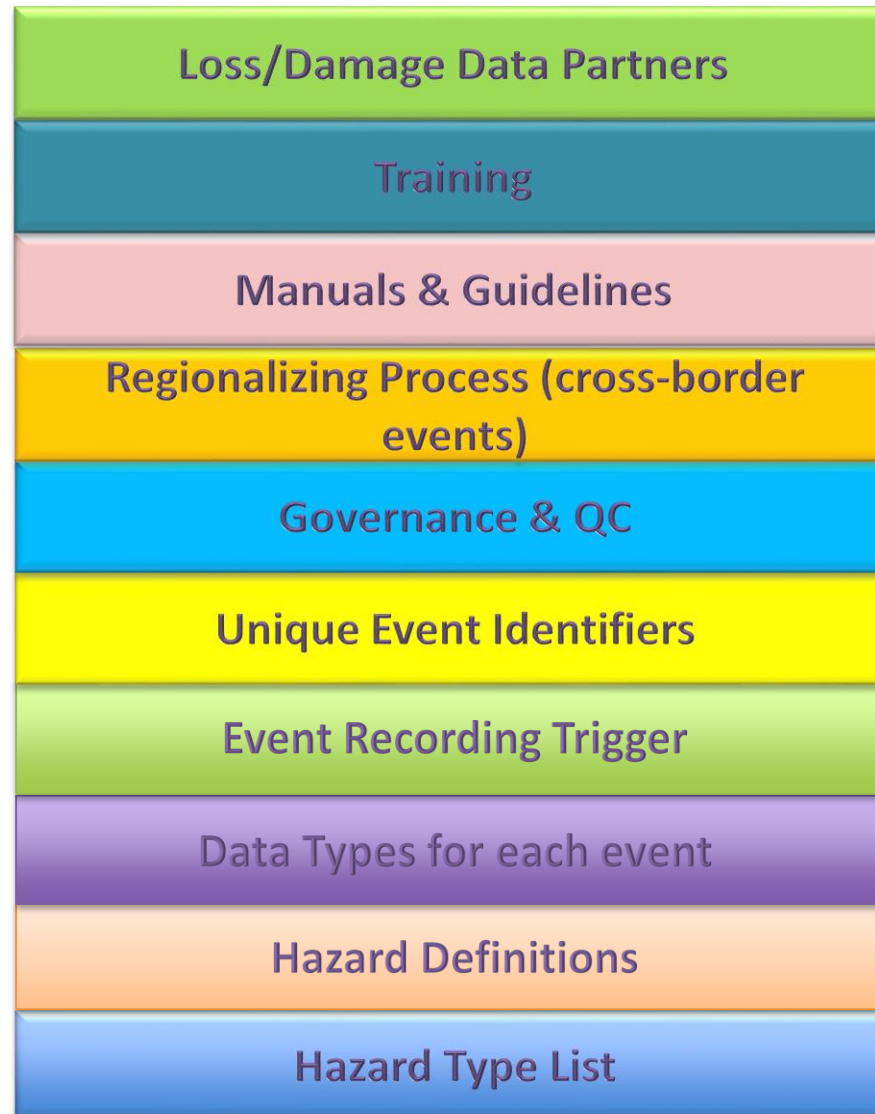 Loss/Damage Data Partners
Training
Manuals & Guidelines
Regionalizing Process (cross-border
events)
Governance & QC
Unique Event Identifiers
Event Recording Trigger
Data Types for each event
Hazard Definitions
Hazard Type List